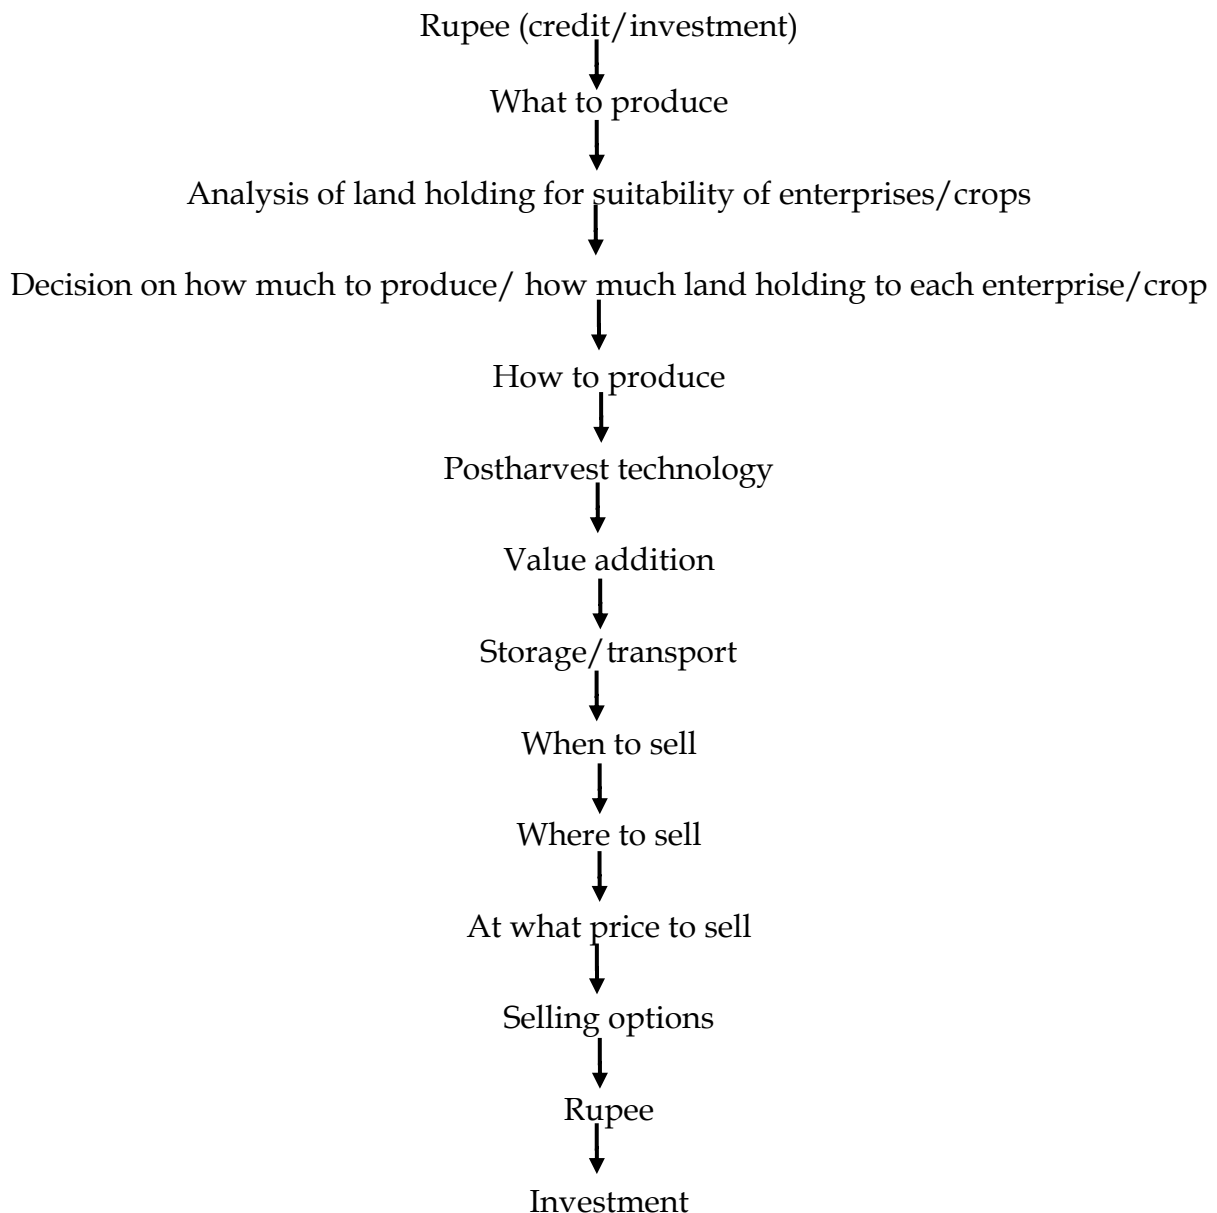 Rupee (credit/investment)
What to produce
Analysis of land holding for suitability of enterprises/crops
Decision on how much to produce/ how much land holding to each enterprise/crop
How to produce
Postharvest technology
Value addition
Storage/transport
When to sell
Where to sell
At what price to sell
Selling options
Rupee
Investment